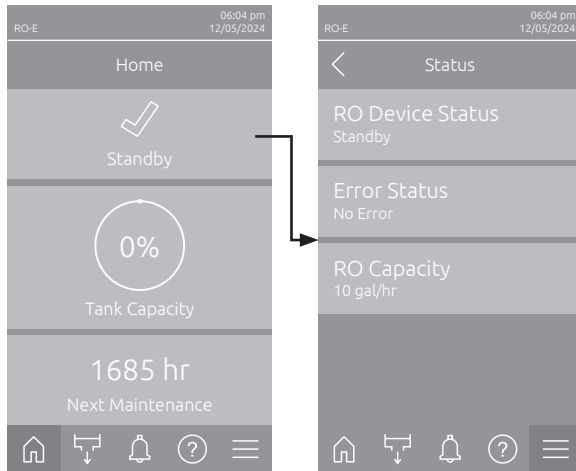 06:04 pm
RO-E 12/05/2024
Home
Standby
0%
Tank Capacity
1685 hr
Next Maintenance
?
06:04 pm
RO-E 12/05/2024
Status
RO Device Status
Standby
Error Status
No Error
RO Capacity
10 gal/hr
?